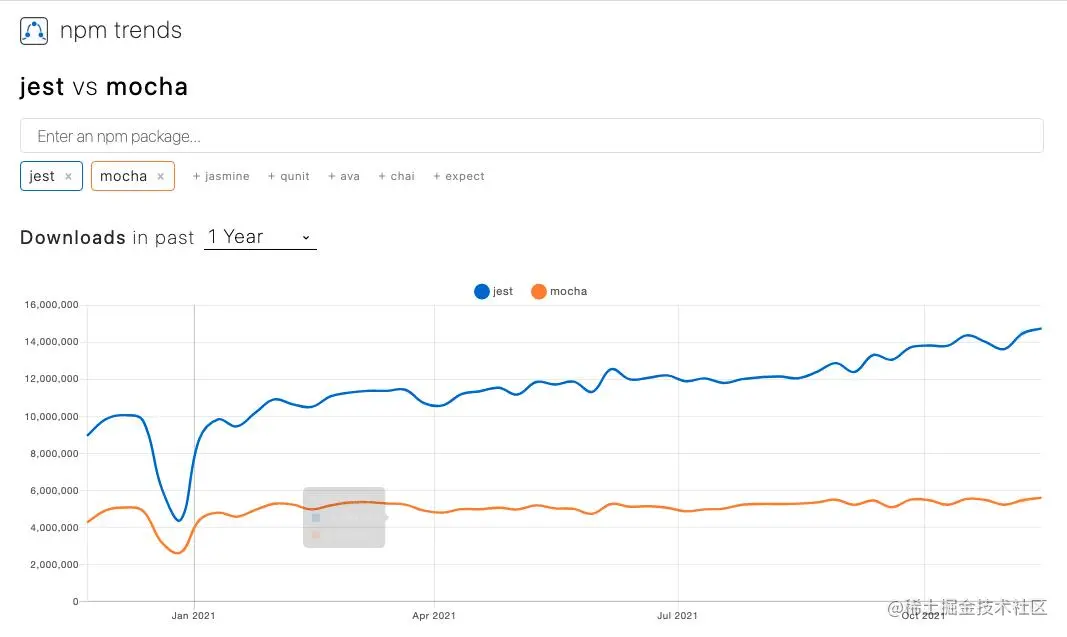 npm trends
jest vs mocha
Enter an npm package...
jest × mocha × + jasmine + qunit + ava + chai + expect
Downloads in past 1 Year
jest mocha
16,000,000
14,000,000
12,000,000
10,000,000
8,000,000
6,000,000
4,000,000
2,000,000
0
Jan 2021 Apr 2021 Jul 2021 Oct 2021
@稀土掘金技术社区